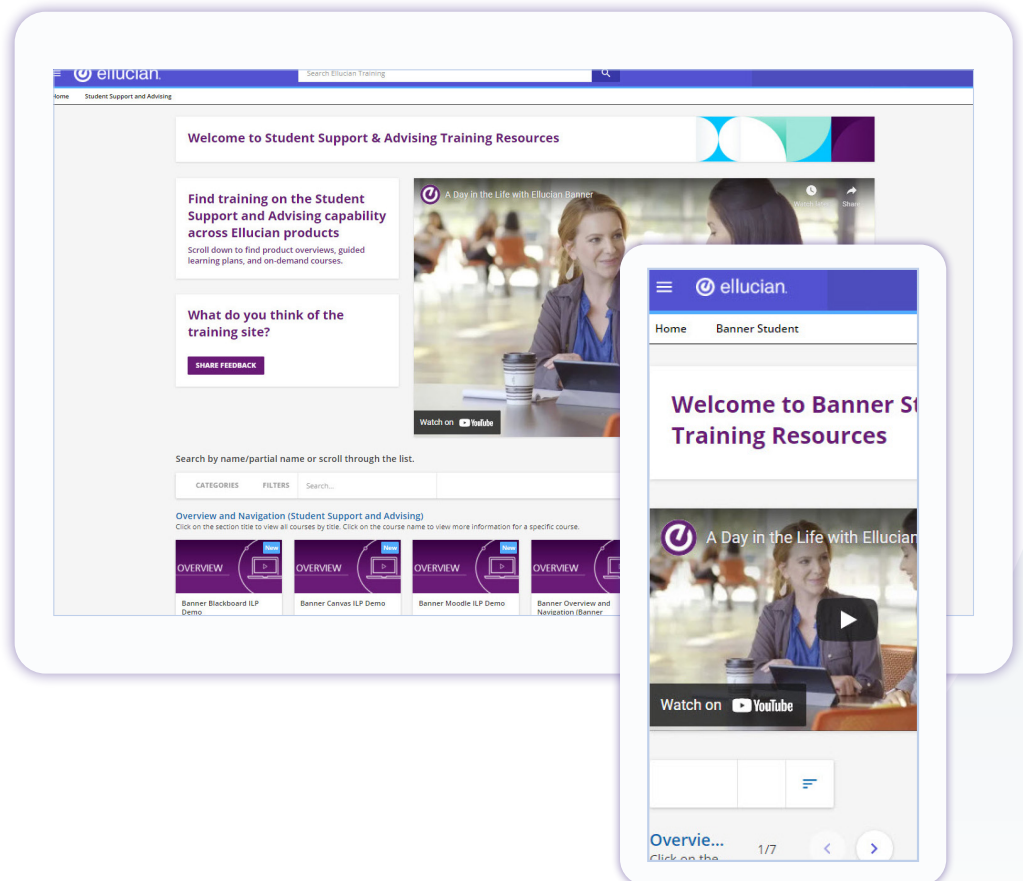 ellucian.
Search Ellucian Training
Home Student Support and Advising
Welcome to Student Support & Advising Training Resources
Find training on the Student
Support and Advising capability
across Ellucian products
Scroll down to find product overviews, guided
learning plans, and on-demand courses.
What do you think of the
training site?
SHARE FEEDBACK
A Day in the Life with Ellucian Banner
Watch later Share
Watch on YouTube
Search by name/partial name or scroll through the list.
CATEGORIES FILTERS Search...
Overview and Navigation (Student Support and Advising)
Click on the section title to view all courses by title. Click on the course name to view more information for a specific course.
New New New
OVERVIEW OVERVIEW OVERVIEW OVERVIEW
Banner Blackboard ILP
Demo
Banner Canvas ILP Demo
Banner Moodle ILP Demo
Banner Overview and
Navigation (Banner
ellucian.
Home Banner Student
Welcome to Banner St
Training Resources
A Day in the Life with Ellucian
Watch on YouTube
Overvie... 1/7
Click on the